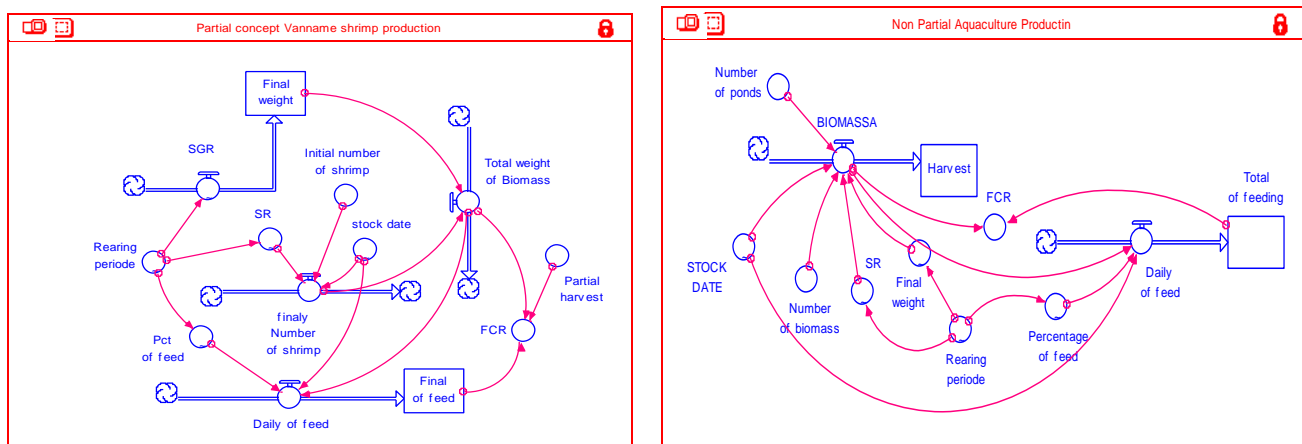 Partial concept Vanname shrimp production
Final
weight
SGR
Initial number
of shrimp
Total weight
of Biomass
SR
stock date
Rearing
periode
Partial
harvest
finaly
Number
of shrimp
FCR
Pct
of feed
Final
of feed
Daily of feed
Non Partial Aquaculture Productin
Number
of ponds
BIOMASSA
Harvest
FCR
Total
of feeding
STOCK
DATE
SR
Final
weight
Daily
of feed
Number
of biomass
Rearing
periode
Percentage
of feed